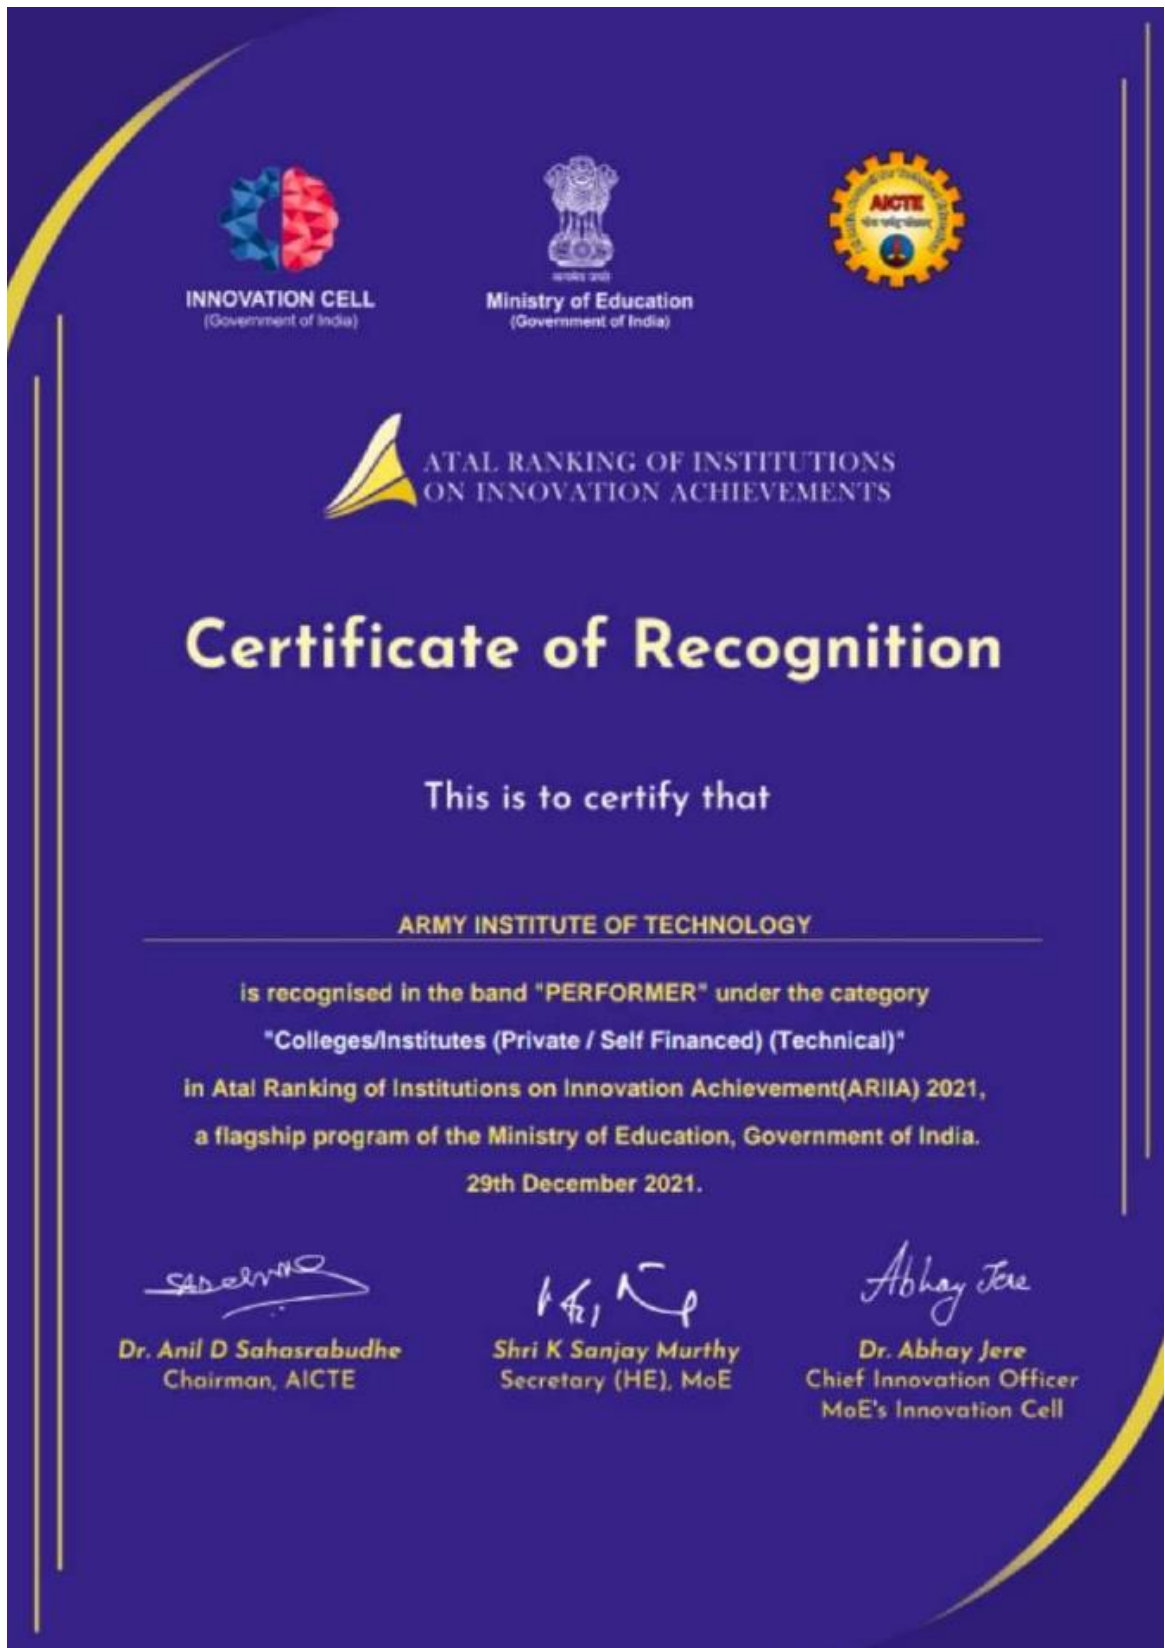 INNOVATION CELL
(Government of India)
सत्यमेव जयते
Ministry of Education
(Government of India)
AICTE
ATAL RANKING OF INSTITUTIONS
ON INNOVATION ACHIEVEMENTS
Certificate of Recognition
This is to certify that
ARMY INSTITUTE OF TECHNOLOGY
is recognised in the band "PERFORMER" under the category
"Colleges/Institutes (Private / Self Financed) (Technical)"
in Atal Ranking of Institutions on Innovation Achievement(ARIIA) 2021,
a flagship program of the Ministry of Education, Government of India.
29th December 2021.
Abhay Jere
Dr. Anil D Sahasrabudhe
Chairman, AICTE
Shri K Sanjay Murthy
Secretary (HE), MoE
Dr. Abhay Jere
Chief Innovation Officer
MoE's Innovation Cell